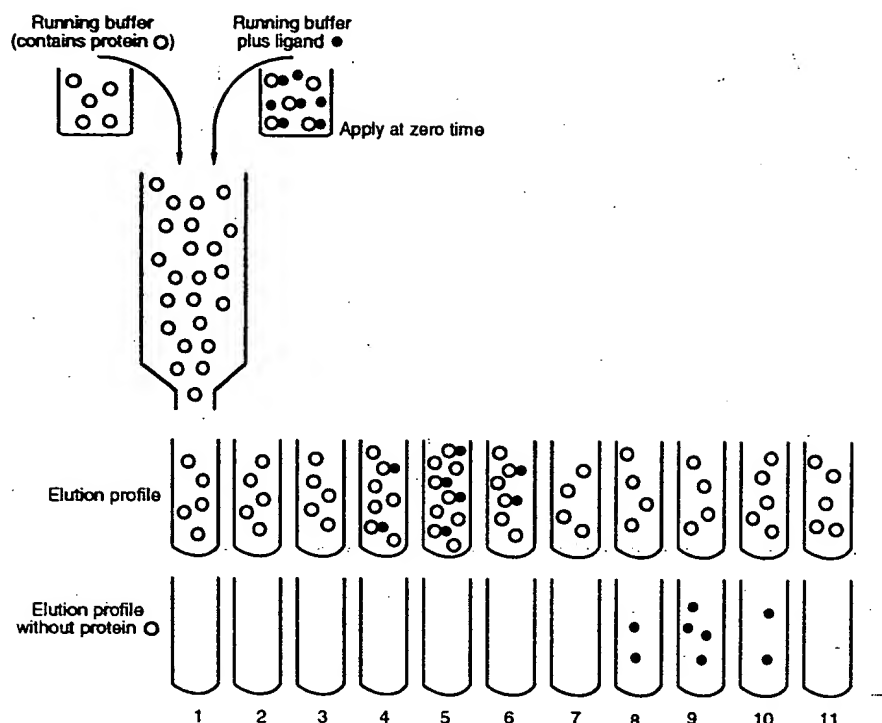 Running buffer
(contains protein O)
Running buffer
plus ligand ●
Apply at zero time
Elution profile
Elution profile
without protein O
1 2 3 4 5 6 7 8 9 10 11